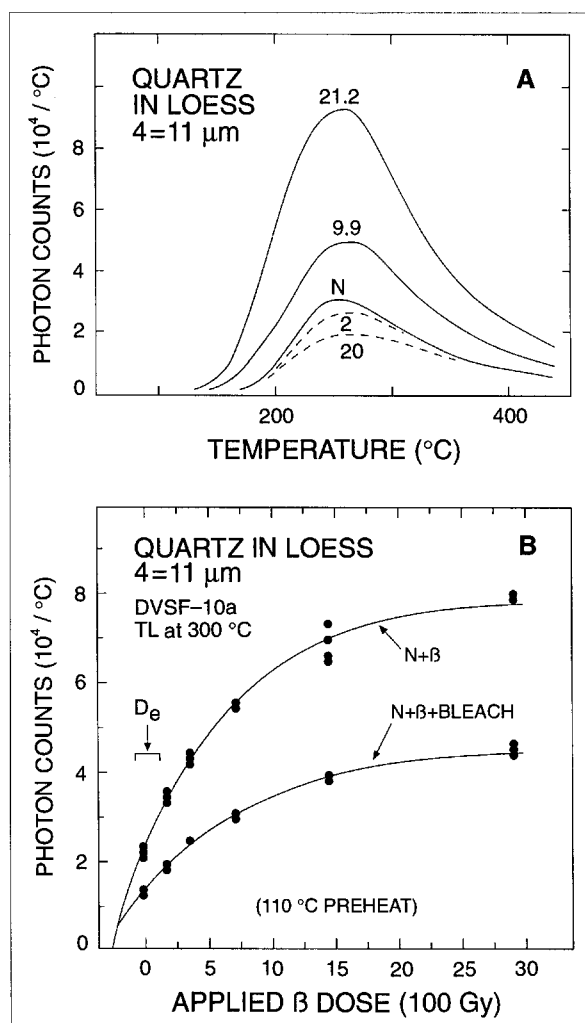 A
QUARTZ
IN LOESS
4=11 µm
21.2
9.9
N
2
20
PHOTON COUNTS (10⁴ / °C)
8
6
4
2
0
200
400
TEMPERATURE (°C)
B
QUARTZ IN LOESS
4=11 µm
DVSF–10a
TL at 300 °C
N+ß
De
N+ß+BLEACH
(110 °C PREHEAT)
PHOTON COUNTS (10⁴ / °C)
8
6
4
2
0
0
5
10
15
20
25
30
APPLIED ß DOSE (100 Gy)